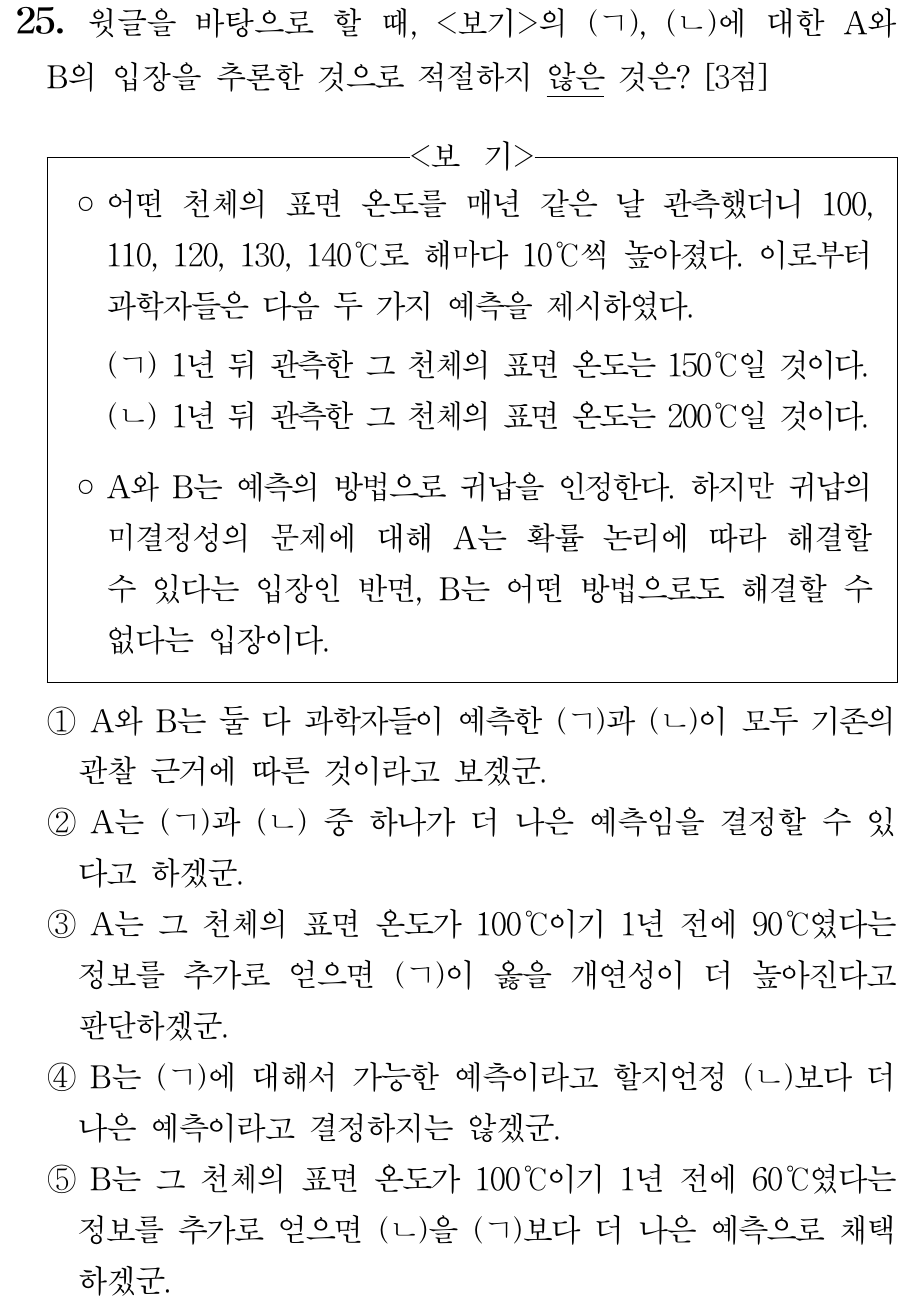 25. 윗글을 바탕으로 할 때, <보기>의 (ㄱ), (ㄴ)에 대한 A와
B의 입장을 추론한 것으로 적절하지 않은 것은? [3점]
<보 기>
○ 어떤 천체의 표면 온도를 매년 같은 날 관측했더니 100,
110, 120, 130, 140℃로 해마다 10℃씩 높아졌다. 이로부터
과학자들은 다음 두 가지 예측을 제시하였다.
(ㄱ) 1년 뒤 관측한 그 천체의 표면 온도는 150℃일 것이다.
(ㄴ) 1년 뒤 관측한 그 천체의 표면 온도는 200℃일 것이다.
○ A와 B는 예측의 방법으로 귀납을 인정한다. 하지만 귀납의
미결정성의 문제에 대해 A는 확률 논리에 따라 해결할
수 있다는 입장인 반면, B는 어떤 방법으로도 해결할 수
없다는 입장이다.
① A와 B는 둘 다 과학자들이 예측한 (ㄱ)과 (ㄴ)이 모두 기존의
관찰 근거에 따른 것이라고 보겠군.
② A는 (ㄱ)과 (ㄴ) 중 하나가 더 나은 예측임을 결정할 수 있
다고 하겠군.
③ A는 그 천체의 표면 온도가 100℃이기 1년 전에 90℃였다는
정보를 추가로 얻으면 (ㄱ)이 옳을 개연성이 더 높아진다고
판단하겠군.
④ B는 (ㄱ)에 대해서 가능한 예측이라고 할지언정 (ㄴ)보다 더
나은 예측이라고 결정하지는 않겠군.
⑤ B는 그 천체의 표면 온도가 100℃이기 1년 전에 60℃였다는
정보를 추가로 얻으면 (ㄴ)을 (ㄱ)보다 더 나은 예측으로 채택
하겠군.